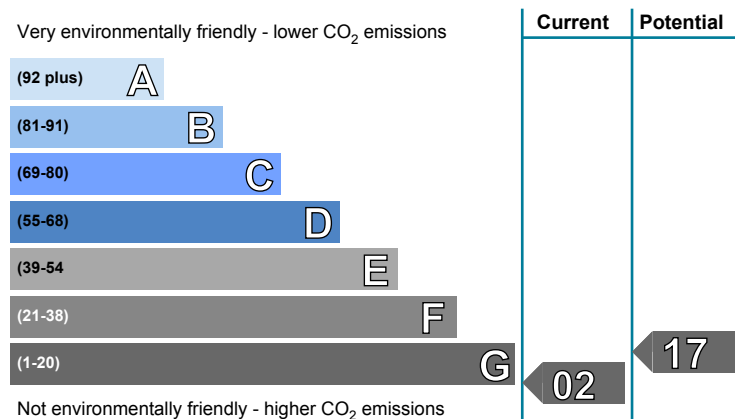 Very environmentally friendly - lower CO₂ emissions
Current
Potential
(92 plus) A
(81-91) B
(69-80) C
(55-68) D
(39-54 E
(21-38) F
(1-20) G
02
17
Not environmentally friendly - higher CO₂ emissions